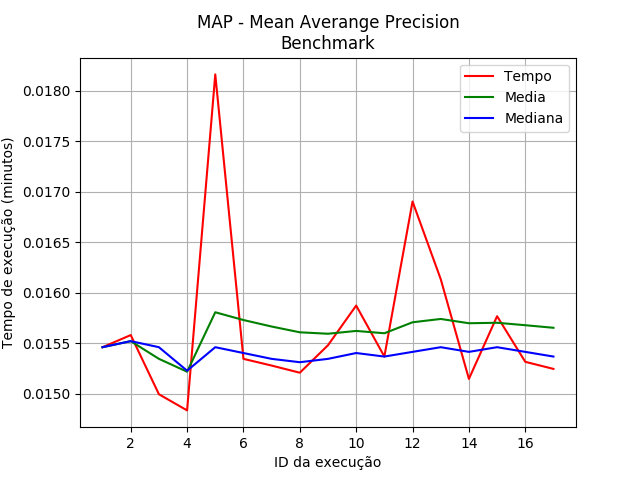 MAP - Mean Averange Precision
Benchmark
Tempo
Media
Mediana
0.0180
0.0175
0.0170
0.0165
0.0160
0.0155
0.0150
Tempo de execução (minutos)
2 4 6 8 10 12 14 16
ID da execução